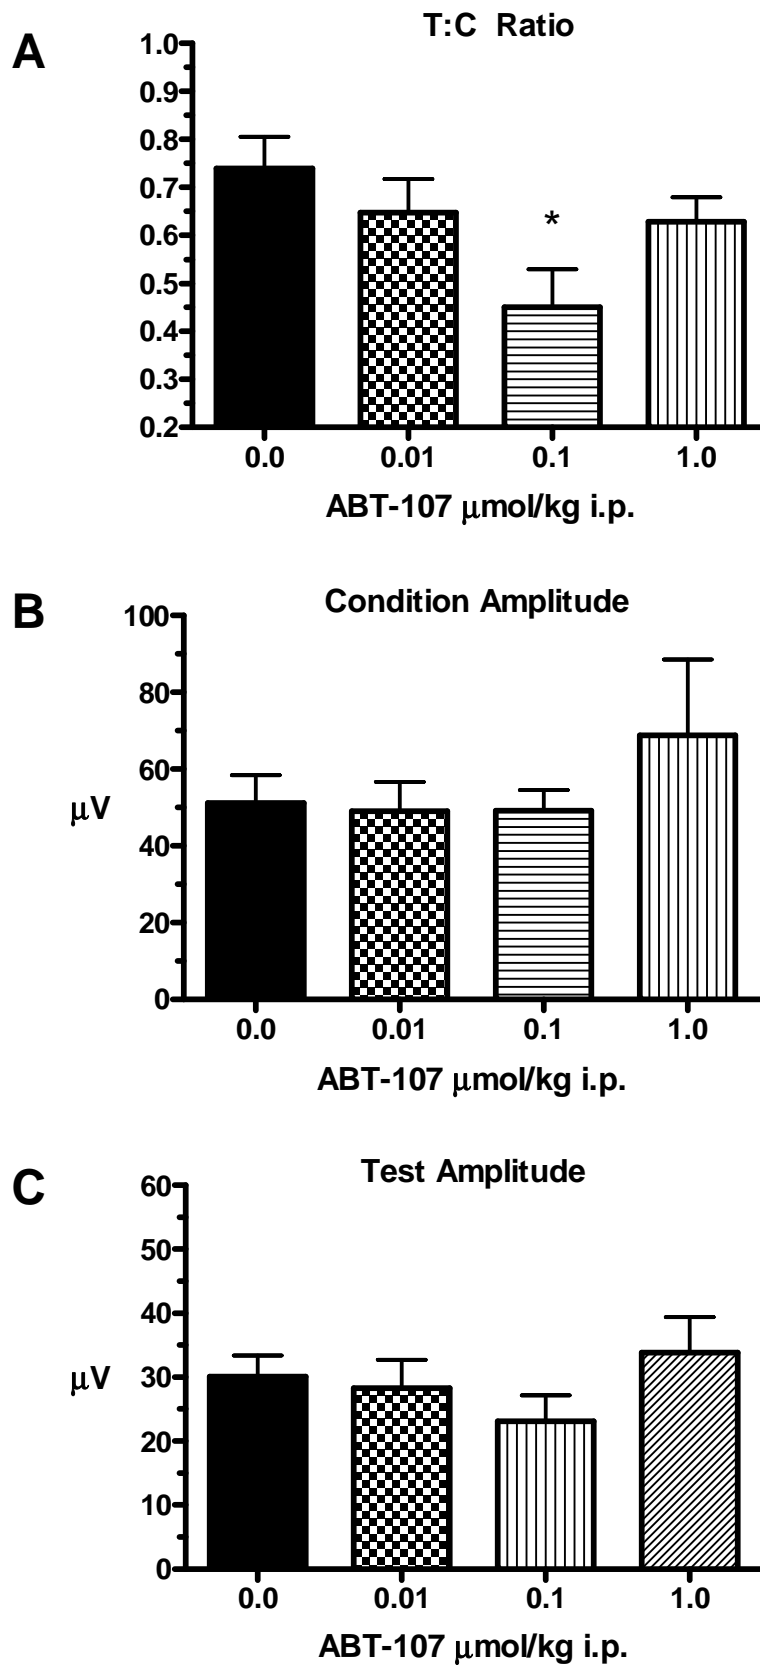 A
T:C Ratio
1.0
0.9
0.8
0.7
0.6
0.5
0.4
0.3
0.2
*
0.0 0.01 0.1 1.0
ABT-107 μmol/kg i.p.
B
Condition Amplitude
100
80
60
40
20
0
μV
0.0 0.01 0.1 1.0
ABT-107 μmol/kg i.p.
C
Test Amplitude
60
50
40
30
20
10
0
μV
0.0 0.01 0.1 1.0
ABT-107 μmol/kg i.p.